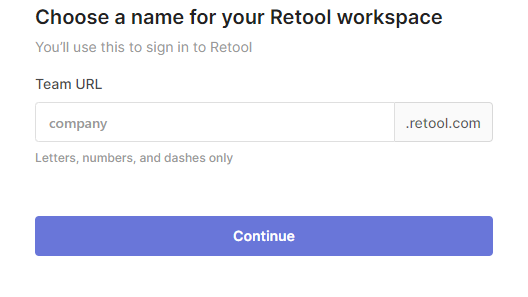 Choose a name for your Retool workspace
You'll use this to sign in to Retool
Team URL
company .retool.com
Letters, numbers, and dashes only
Continue